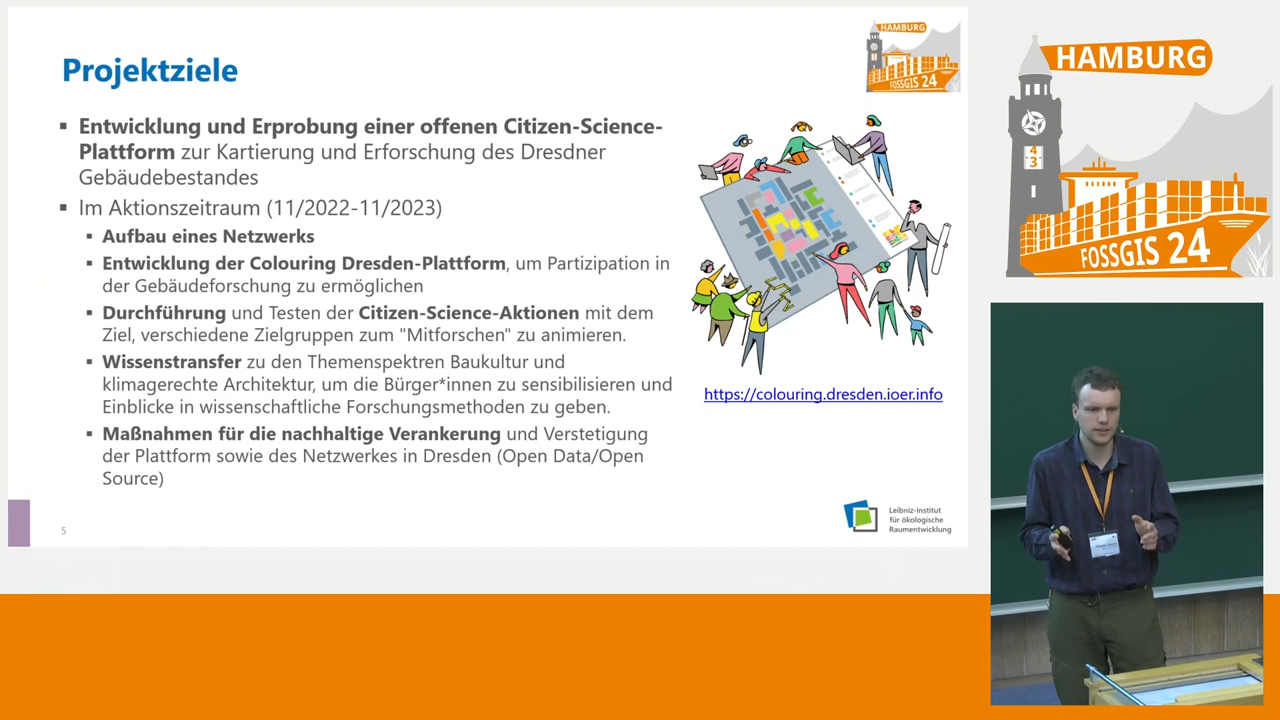 Projektziele
HAMBURG
FOSSGIS 24
▪ Entwicklung und Erprobung einer offenen Citizen-Science-
Plattform zur Kartierung und Erforschung des Dresdner
Gebäudebestandes
▪ Im Aktionszeitraum (11/2022-11/2023)
▪ Aufbau eines Netzwerks
▪ Entwicklung der Colouring Dresden-Plattform, um Partizipation in
der Gebäudeforschung zu ermöglichen
▪ Durchführung und Testen der Citizen-Science-Aktionen mit dem
Ziel, verschiedene Zielgruppen zum "Mitforschen" zu animieren.
▪ Wissenstransfer zu den Themenspektren Baukultur und
klimagerechte Architektur, um die Bürger*innen zu sensibilisieren und
Einblicke in wissenschaftliche Forschungsmethoden zu geben.
▪ Maßnahmen für die nachhaltige Verankerung und Verstetigung
der Plattform sowie des Netzwerkes in Dresden (Open Data/Open
Source)
https://colouring.dresden.ioer.info
5
Leibniz-Institut
für ökologische
Raumentwicklung
HAMBURG
4
3
FOSSGIS 24